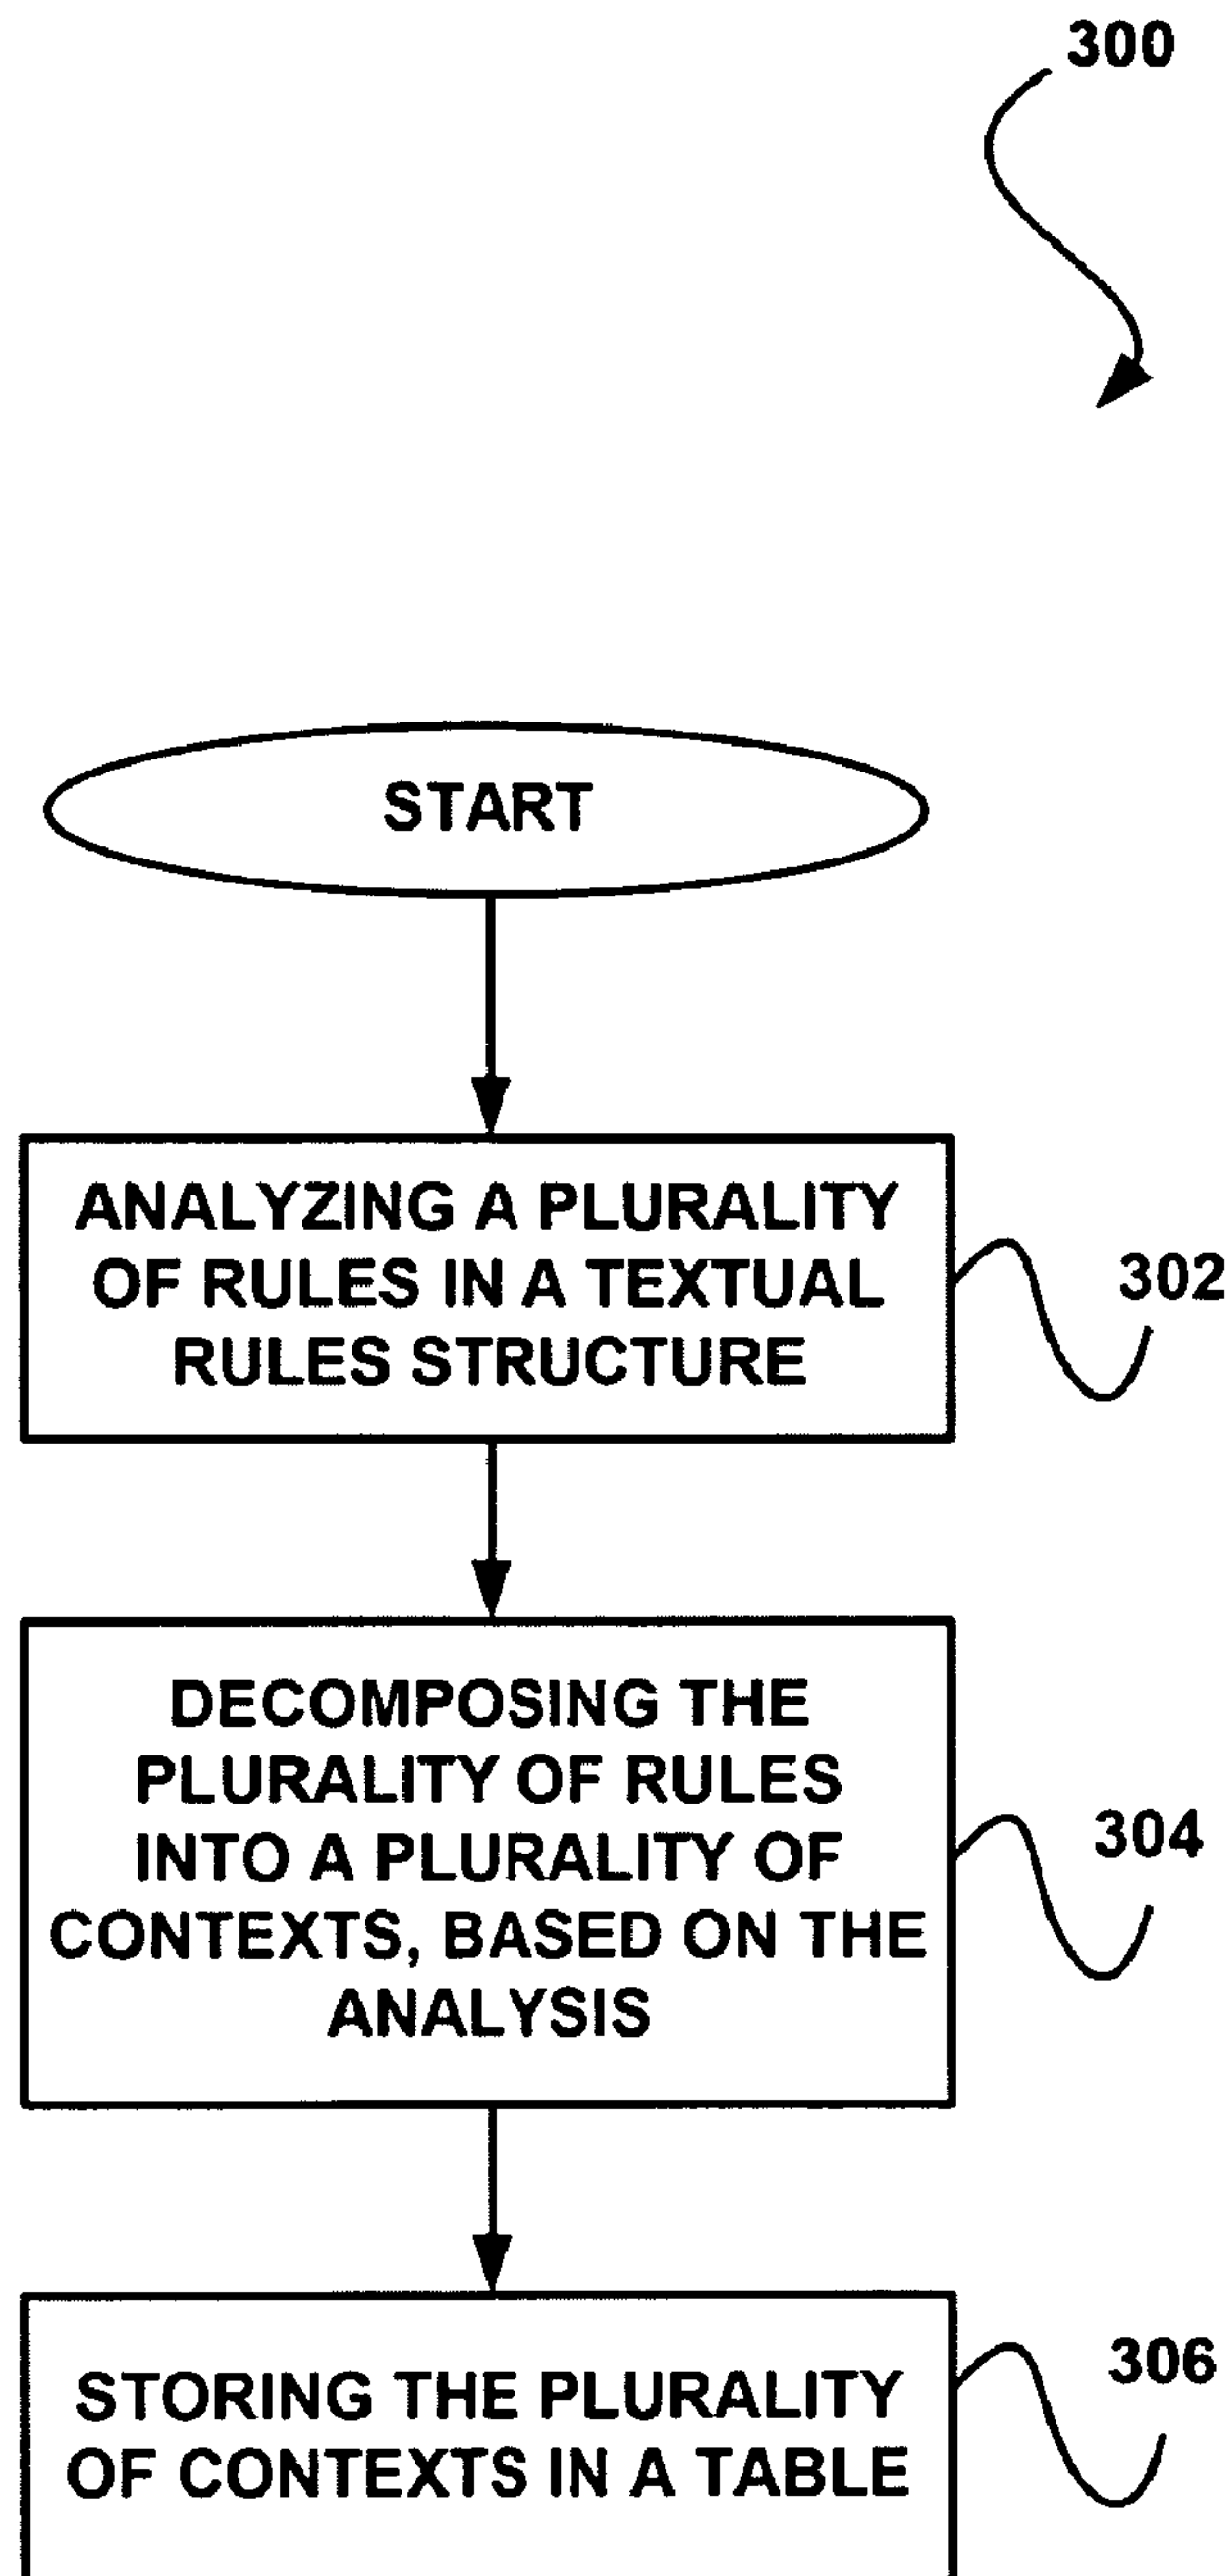 300
START
ANALYZING A PLURALITY
OF RULES IN A TEXTUAL
RULES STRUCTURE
302
DECOMPOSING THE
PLURALITY OF RULES
INTO A PLURALITY OF
CONTEXTS, BASED ON THE
ANALYSIS
304
STORING THE PLURALITY
OF CONTEXTS IN A TABLE
306